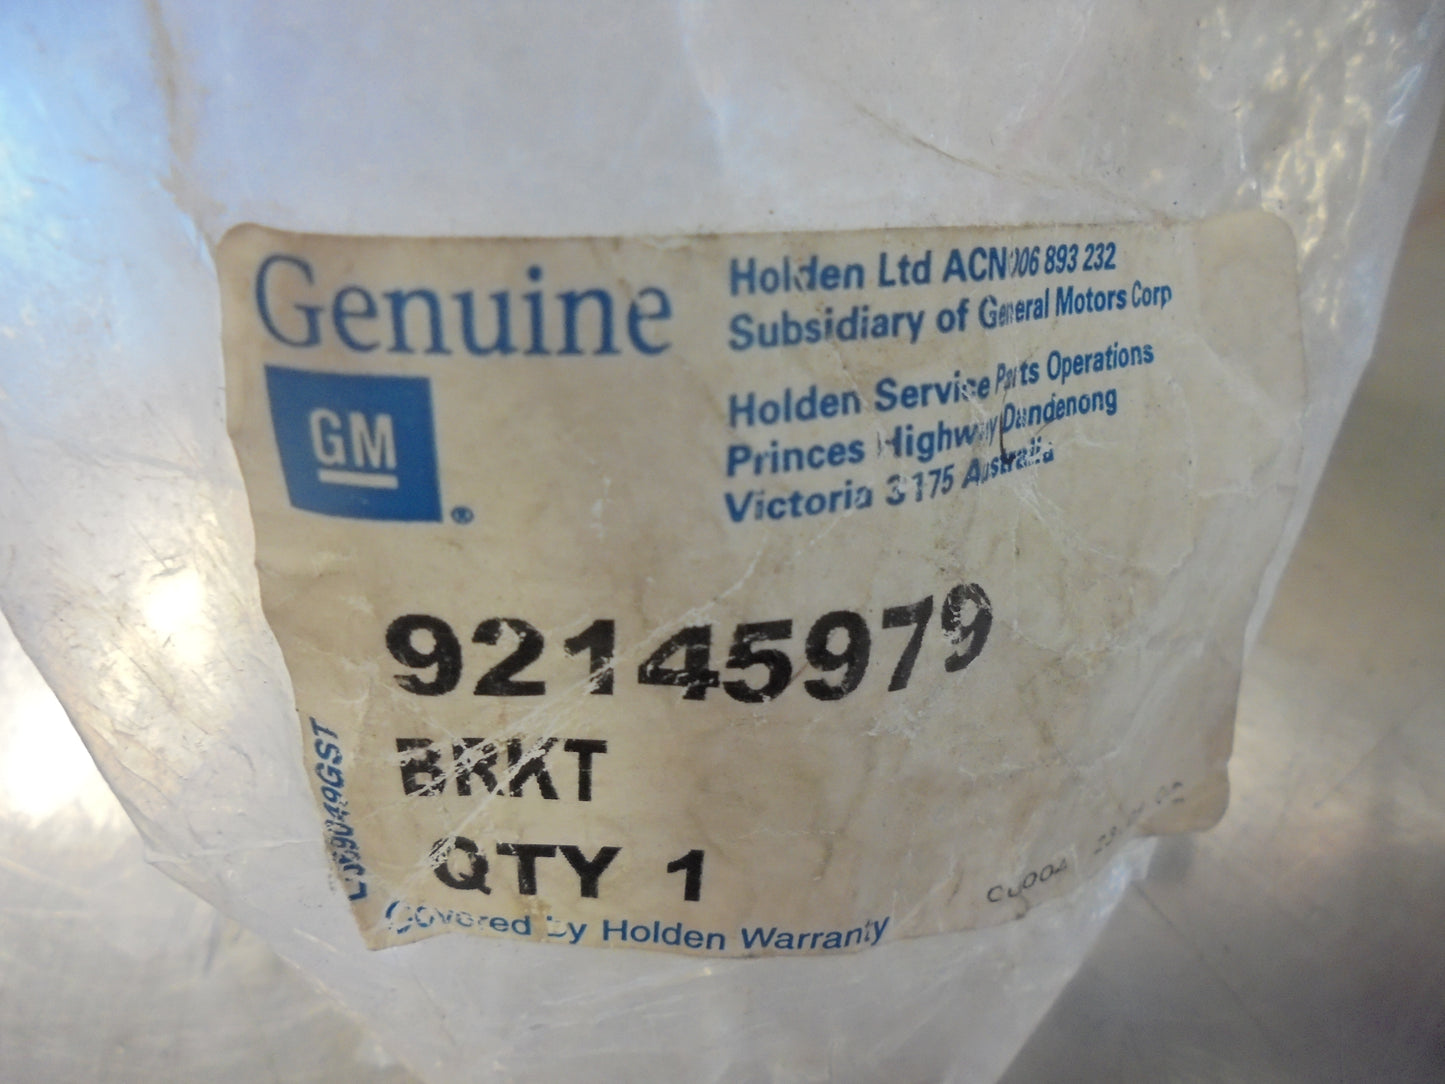 Genuine
GM ®
Holden Ltd ACN 006 893 232
Subsidiary of General Motors Corp
Holden Service Parts Operations
Princes Highway Dandenong
Victoria 3175 Australia
92145979
BRKT
QTY 1
Covered by Holden Warranty